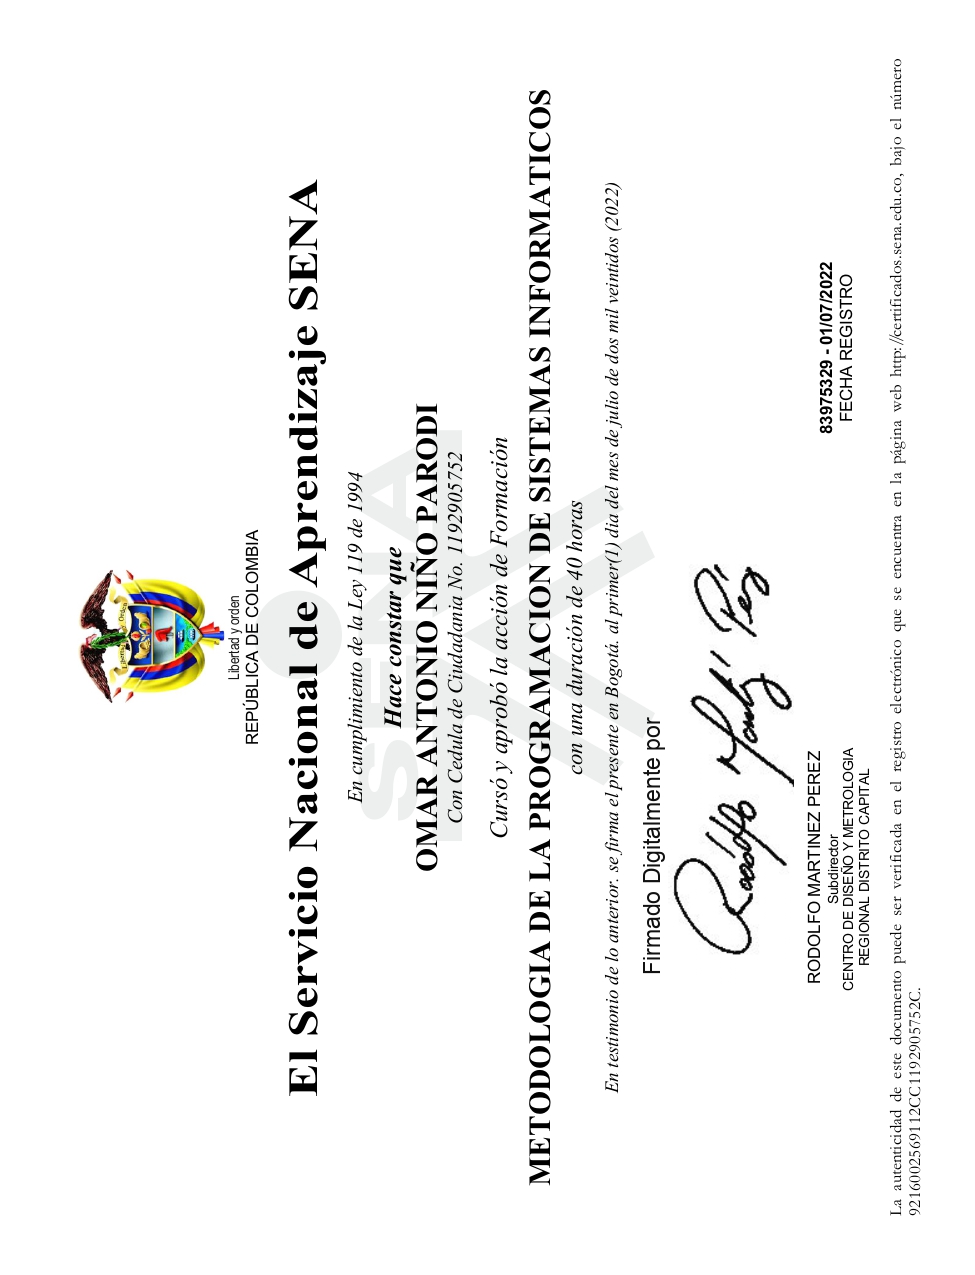 Libertad y Orden
Libertad y orden
REPÚBLICA DE COLOMBIA
El Servicio Nacional de Aprendizaje SENA
En cumplimiento de la Ley 119 de 1994
SENA
Hace constar que
OMAR ANTONIO NIÑO PARODI
Con Cedula de Ciudadania No. 1192905752
Cursó y aprobó la acción de Formación
METODOLOGIA DE LA PROGRAMACION DE SISTEMAS INFORMATICOS
con una duración de 40 horas
En testimonio de lo anterior. se firma el presente en Bogotá. al primer(1) dia del mes de julio de dos mil veintidos (2022)
Firmado Digitalmente por
Rodolfo Martínez Pérez
RODOLFO MARTINEZ PEREZ
Subdirector
CENTRO DE DISEÑO Y METROLOGIA
REGIONAL DISTRITO CAPITAL
83975329 - 01/07/2022
FECHA REGISTRO
La autenticidad de este documento puede ser verificada en el registro electrónico que se encuentra en la página web http://certificados.sena.edu.co, bajo el número
9216002569112CC1192905752C.